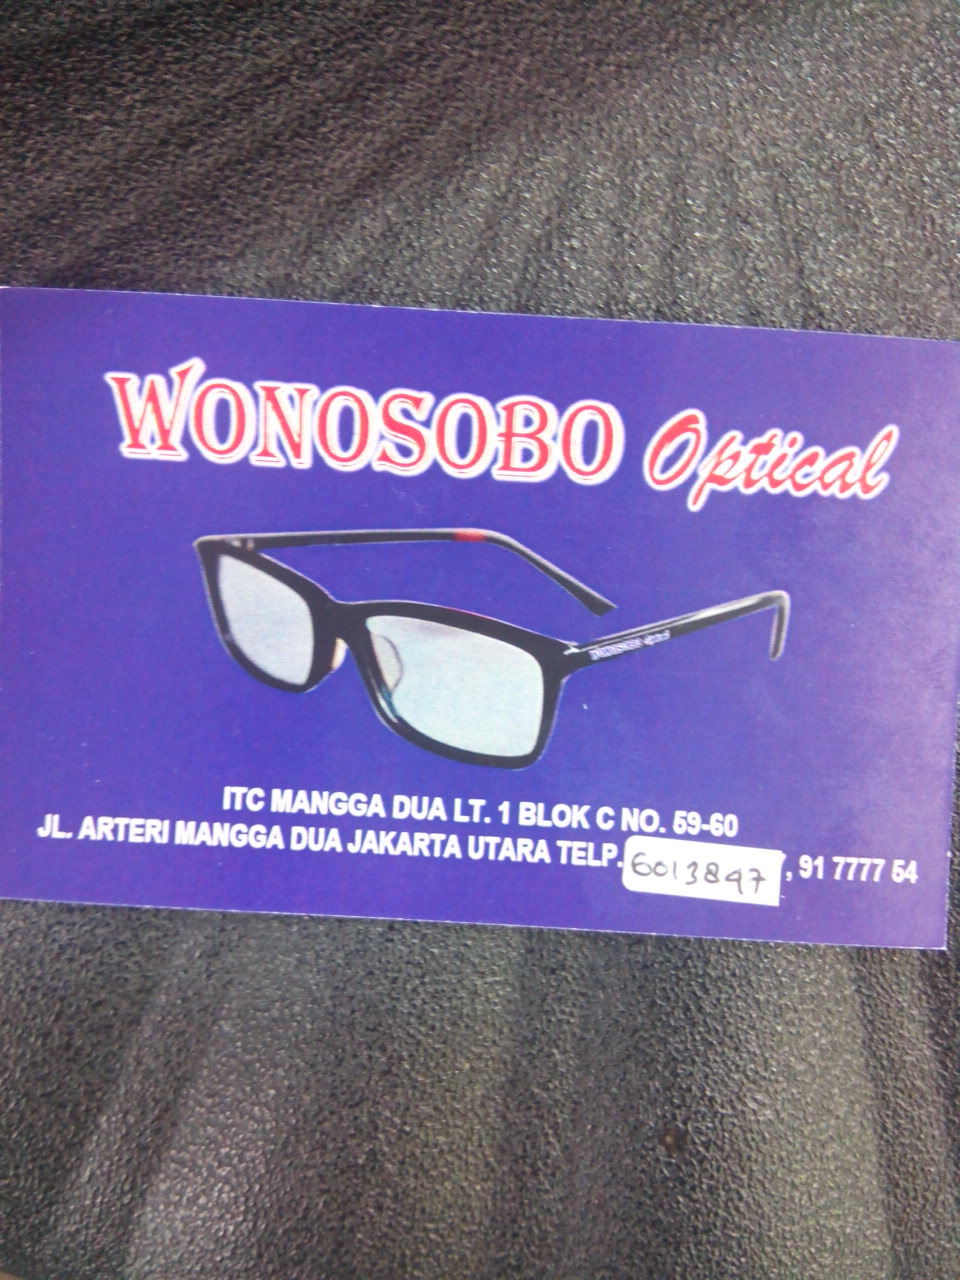 WONOSOBO Optical
ITC MANGGA DUA LT. 1 BLOK C NO. 59-60
JL. ARTERI MANGGA DUA JAKARTA UTARA TELP. 6013847, 91 7777 54